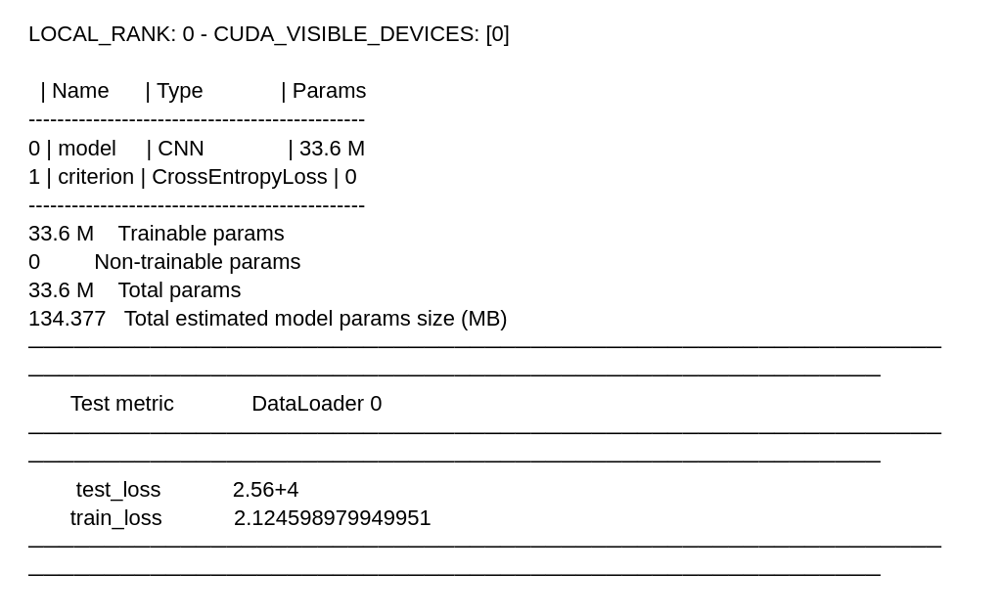 LOCAL_RANK: 0 - CUDA_VISIBLE_DEVICES: [0]
| Name | Type | Params
-----------------------------------------------
0 | model | CNN | 33.6 M
1 | criterion | CrossEntropyLoss | 0
-----------------------------------------------
33.6 M Trainable params
0 Non-trainable params
33.6 M Total params
134.377 Total estimated model params size (MB)
────────────────────────────────────────────────────────────
────────────────────────────────────────────────────────
Test metric DataLoader 0
────────────────────────────────────────────────────────────
────────────────────────────────────────────────────────
test_loss 2.56+4
train_loss 2.124598979949951
────────────────────────────────────────────────────────────
────────────────────────────────────────────────────────